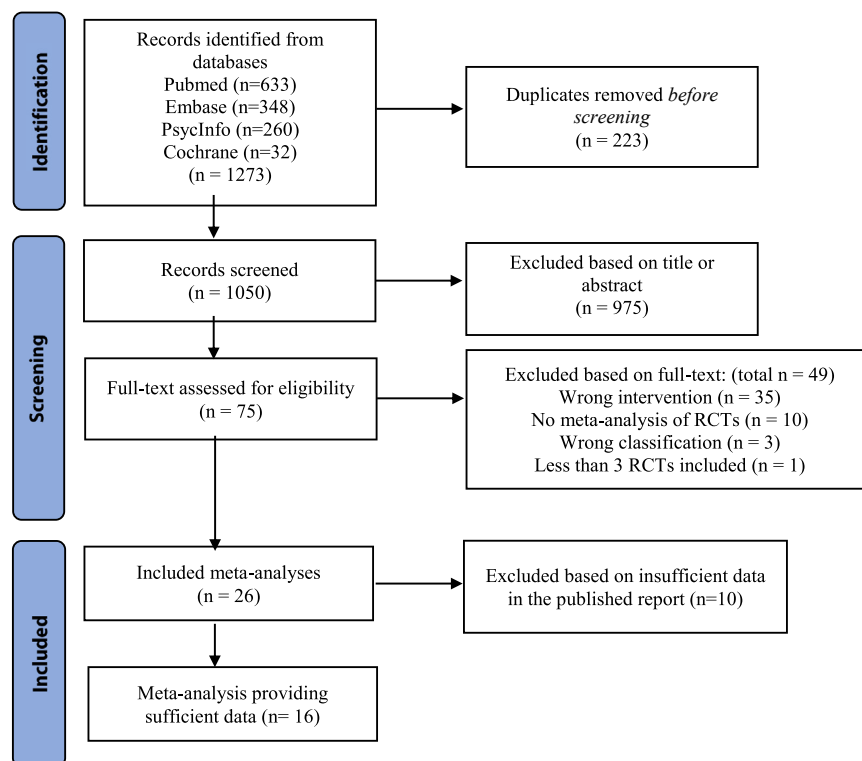 Identification
Records identified from
databases
Pubmed (n=633)
Embase (n=348)
PsycInfo (n=260)
Cochrane (n=32)
(n = 1273)
Duplicates removed before
screening
(n = 223)
Screening
Records screened
(n = 1050)
Excluded based on title or
abstract
(n = 975)
Full-text assessed for eligibility
(n = 75)
Excluded based on full-text: (total n = 49)
Wrong intervention (n = 35)
No meta-analysis of RCTs (n = 10)
Wrong classification (n = 3)
Less than 3 RCTs included (n = 1)
Included
Included meta-analyses
(n = 26)
Excluded based on insufficient data
in the published report (n=10)
Meta-analysis providing
sufficient data (n= 16)